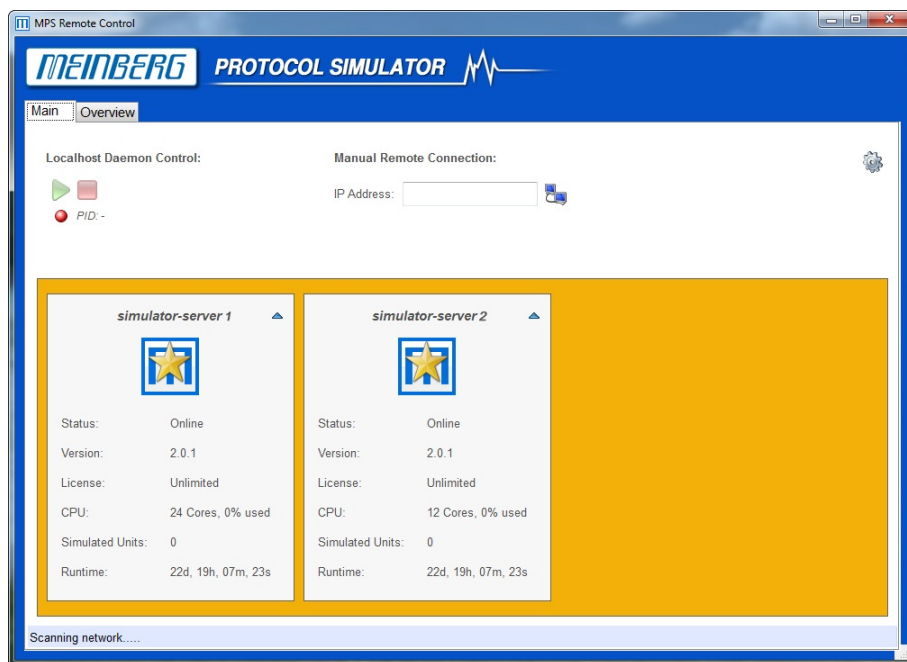 MPS Remote Control
MEINBERG PROTOCOL SIMULATOR
Main Overview
Localhost Daemon Control: Manual Remote Connection:
IP Address:
PID: -
simulator-server 1 simulator-server 2
Status: Online Status: Online
Version: 2.0.1 Version: 2.0.1
License: Unlimited License: Unlimited
CPU: 24 Cores, 0% used CPU: 12 Cores, 0% used
Simulated Units: 0 Simulated Units: 0
Runtime: 22d, 19h, 07m, 23s Runtime: 22d, 19h, 07m, 23s
Scanning network.....